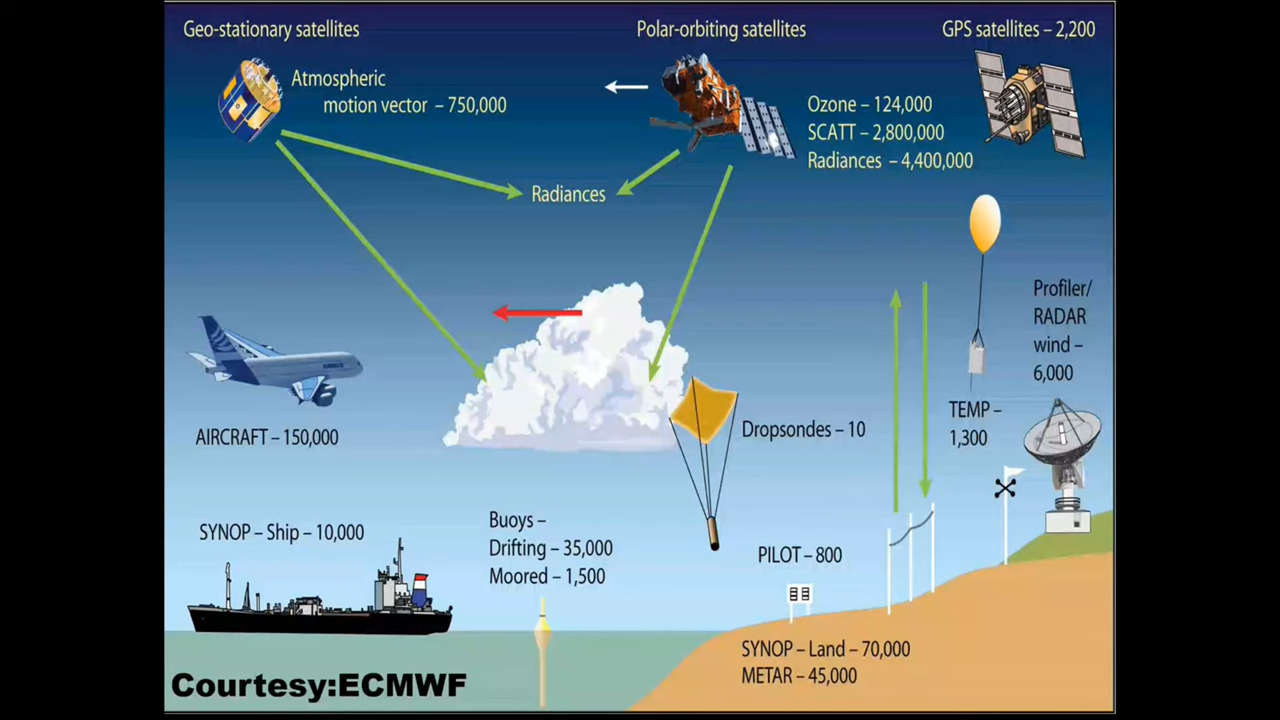 Geo-stationary satellites
Polar-orbiting satellites
GPS satellites – 2,200
Atmospheric
motion vector – 750,000
Ozone – 124,000
SCATT – 2,800,000
Radiances – 4,400,000
Radiances
Profiler/
RADAR
wind –
6,000
TEMP –
1,300
AIRCRAFT – 150,000
Dropsondes – 10
SYNOP – Ship – 10,000
Buoys –
Drifting – 35,000
Moored – 1,500
PILOT – 800
SYNOP – Land – 70,000
METAR – 45,000
Courtesy:ECMWF